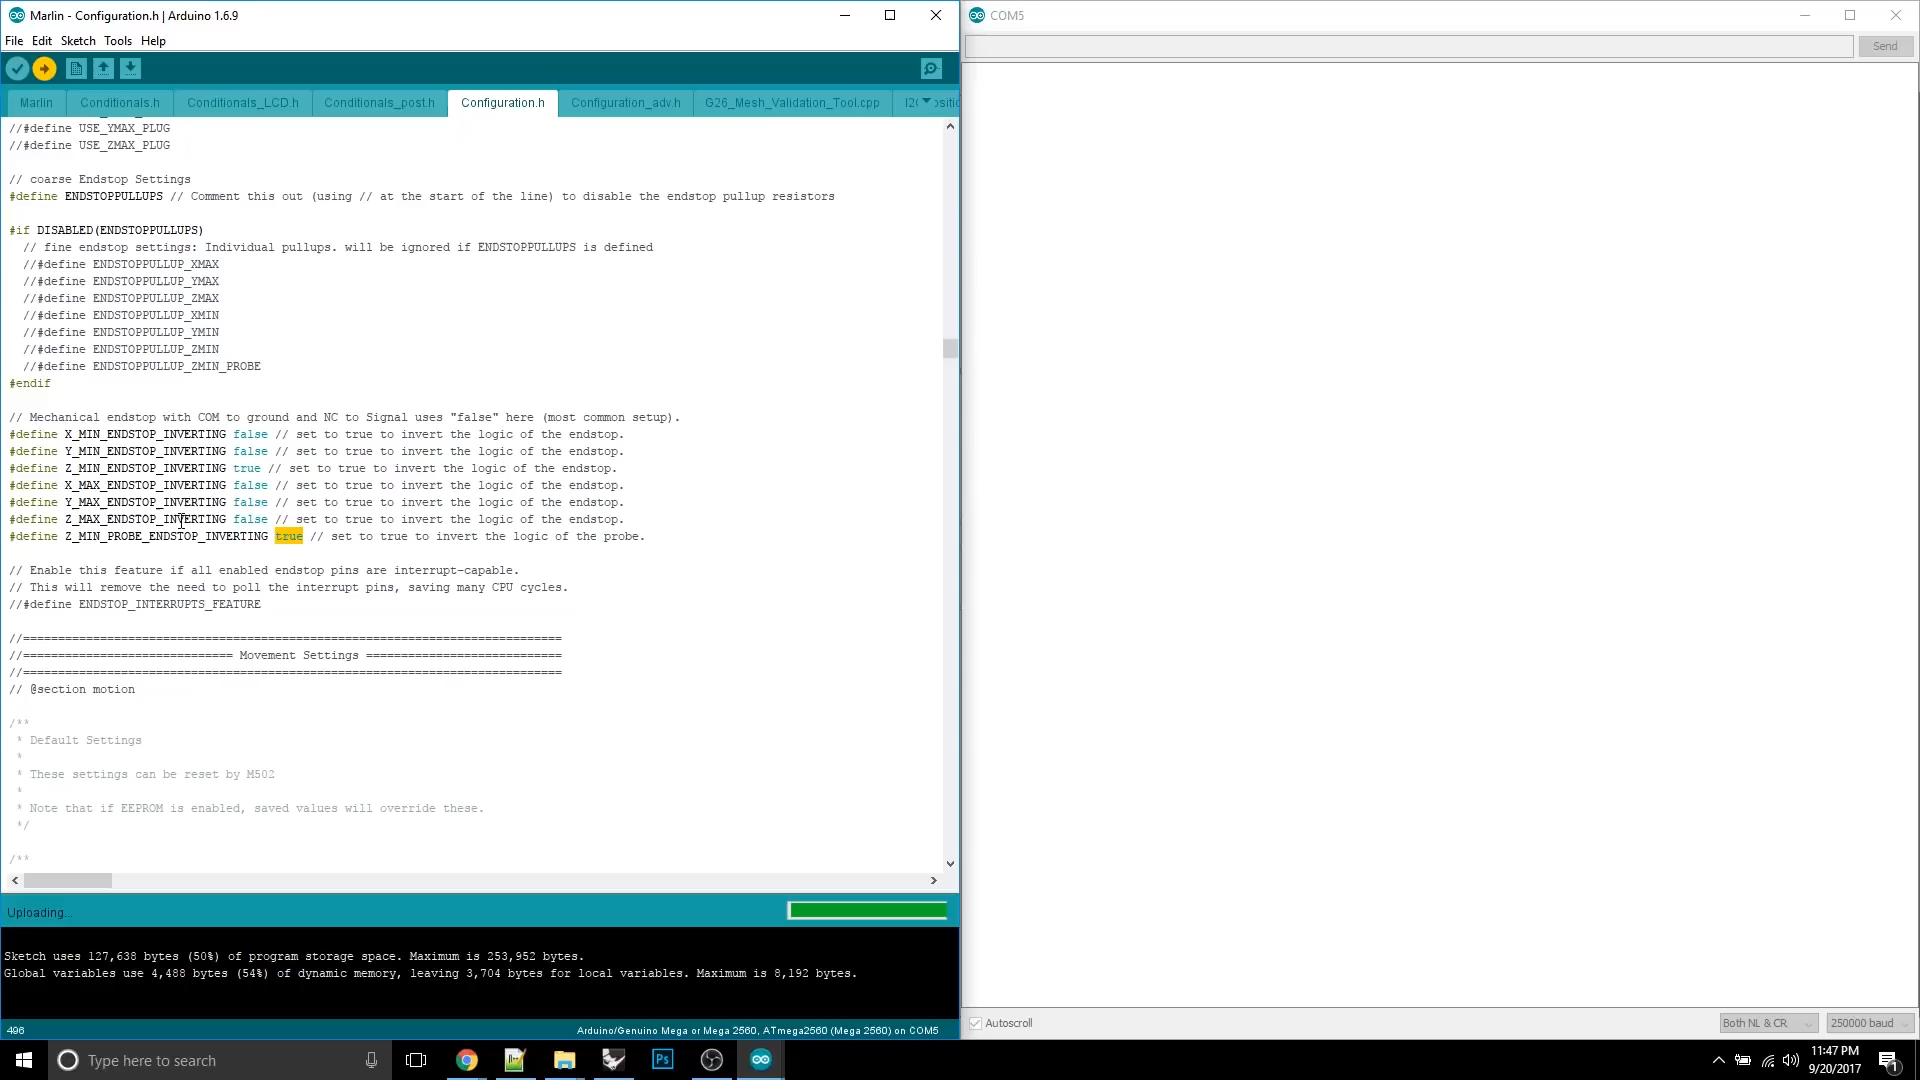 Marlin - Configuration.h | Arduino 1.6.9
File Edit Sketch Tools Help
Marlin Conditionals.h Conditionals_LCD.h Conditionals_post.h Configuration.h Configuration_adv.h G26_Mesh_Validation_Tool.cpp
//#define USE_YMAX_PLUG
//#define USE_ZMAX_PLUG
// coarse Endstop Settings
#define ENDSTOPPULLUPS // Comment this out (using // at the start of the line) to disable the endstop pullup resistors
#if DISABLED(ENDSTOPPULLUPS)
// fine endstop settings: Individual pullups. will be ignored if ENDSTOPPULLUPS is defined
//#define ENDSTOPPULLUP_XMAX
//#define ENDSTOPPULLUP_YMAX
//#define ENDSTOPPULLUP_ZMAX
//#define ENDSTOPPULLUP_XMIN
//#define ENDSTOPPULLUP_YMIN
//#define ENDSTOPPULLUP_ZMIN
//#define ENDSTOPPULLUP_ZMIN_PROBE
#endif
// Mechanical endstop with COM to ground and NC to Signal uses "false" here (most common setup).
#define X_MIN_ENDSTOP_INVERTING false // set to true to invert the logic of the endstop.
#define Y_MIN_ENDSTOP_INVERTING false // set to true to invert the logic of the endstop.
#define Z_MIN_ENDSTOP_INVERTING true // set to true to invert the logic of the endstop.
#define X_MAX_ENDSTOP_INVERTING false // set to true to invert the logic of the endstop.
#define Y_MAX_ENDSTOP_INVERTING false // set to true to invert the logic of the endstop.
#define Z_MAX_ENDSTOP_INVERTING false // set to true to invert the logic of the endstop.
#define Z_MIN_PROBE_ENDSTOP_INVERTING true // set to true to invert the logic of the probe.
// Enable this feature if all enabled endstop pins are interrupt-capable.
// This will remove the need to poll the interrupt pins, saving many CPU cycles.
//#define ENDSTOP_INTERRUPTS_FEATURE
//=============================================================================
//============================== Movement Settings ============================
//=============================================================================
// @section motion
/**
* Default Settings
*
* These settings can be reset by M502
*
* Note that if EEPROM is enabled, saved values will override these.
*/
/**
Uploading...
Sketch uses 127,638 bytes (50%) of program storage space. Maximum is 253,952 bytes.
Global variables use 4,488 bytes (54%) of dynamic memory, leaving 3,704 bytes for local variables. Maximum is 8,192 bytes.
496
Arduino/Genuino Mega or Mega 2560, ATmega2560 (Mega 2560) on COM5
COM5
Send
Autoscroll
Both NL & CR
250000 baud
Type here to search
Ps
11:47 PM
9/20/2017
1